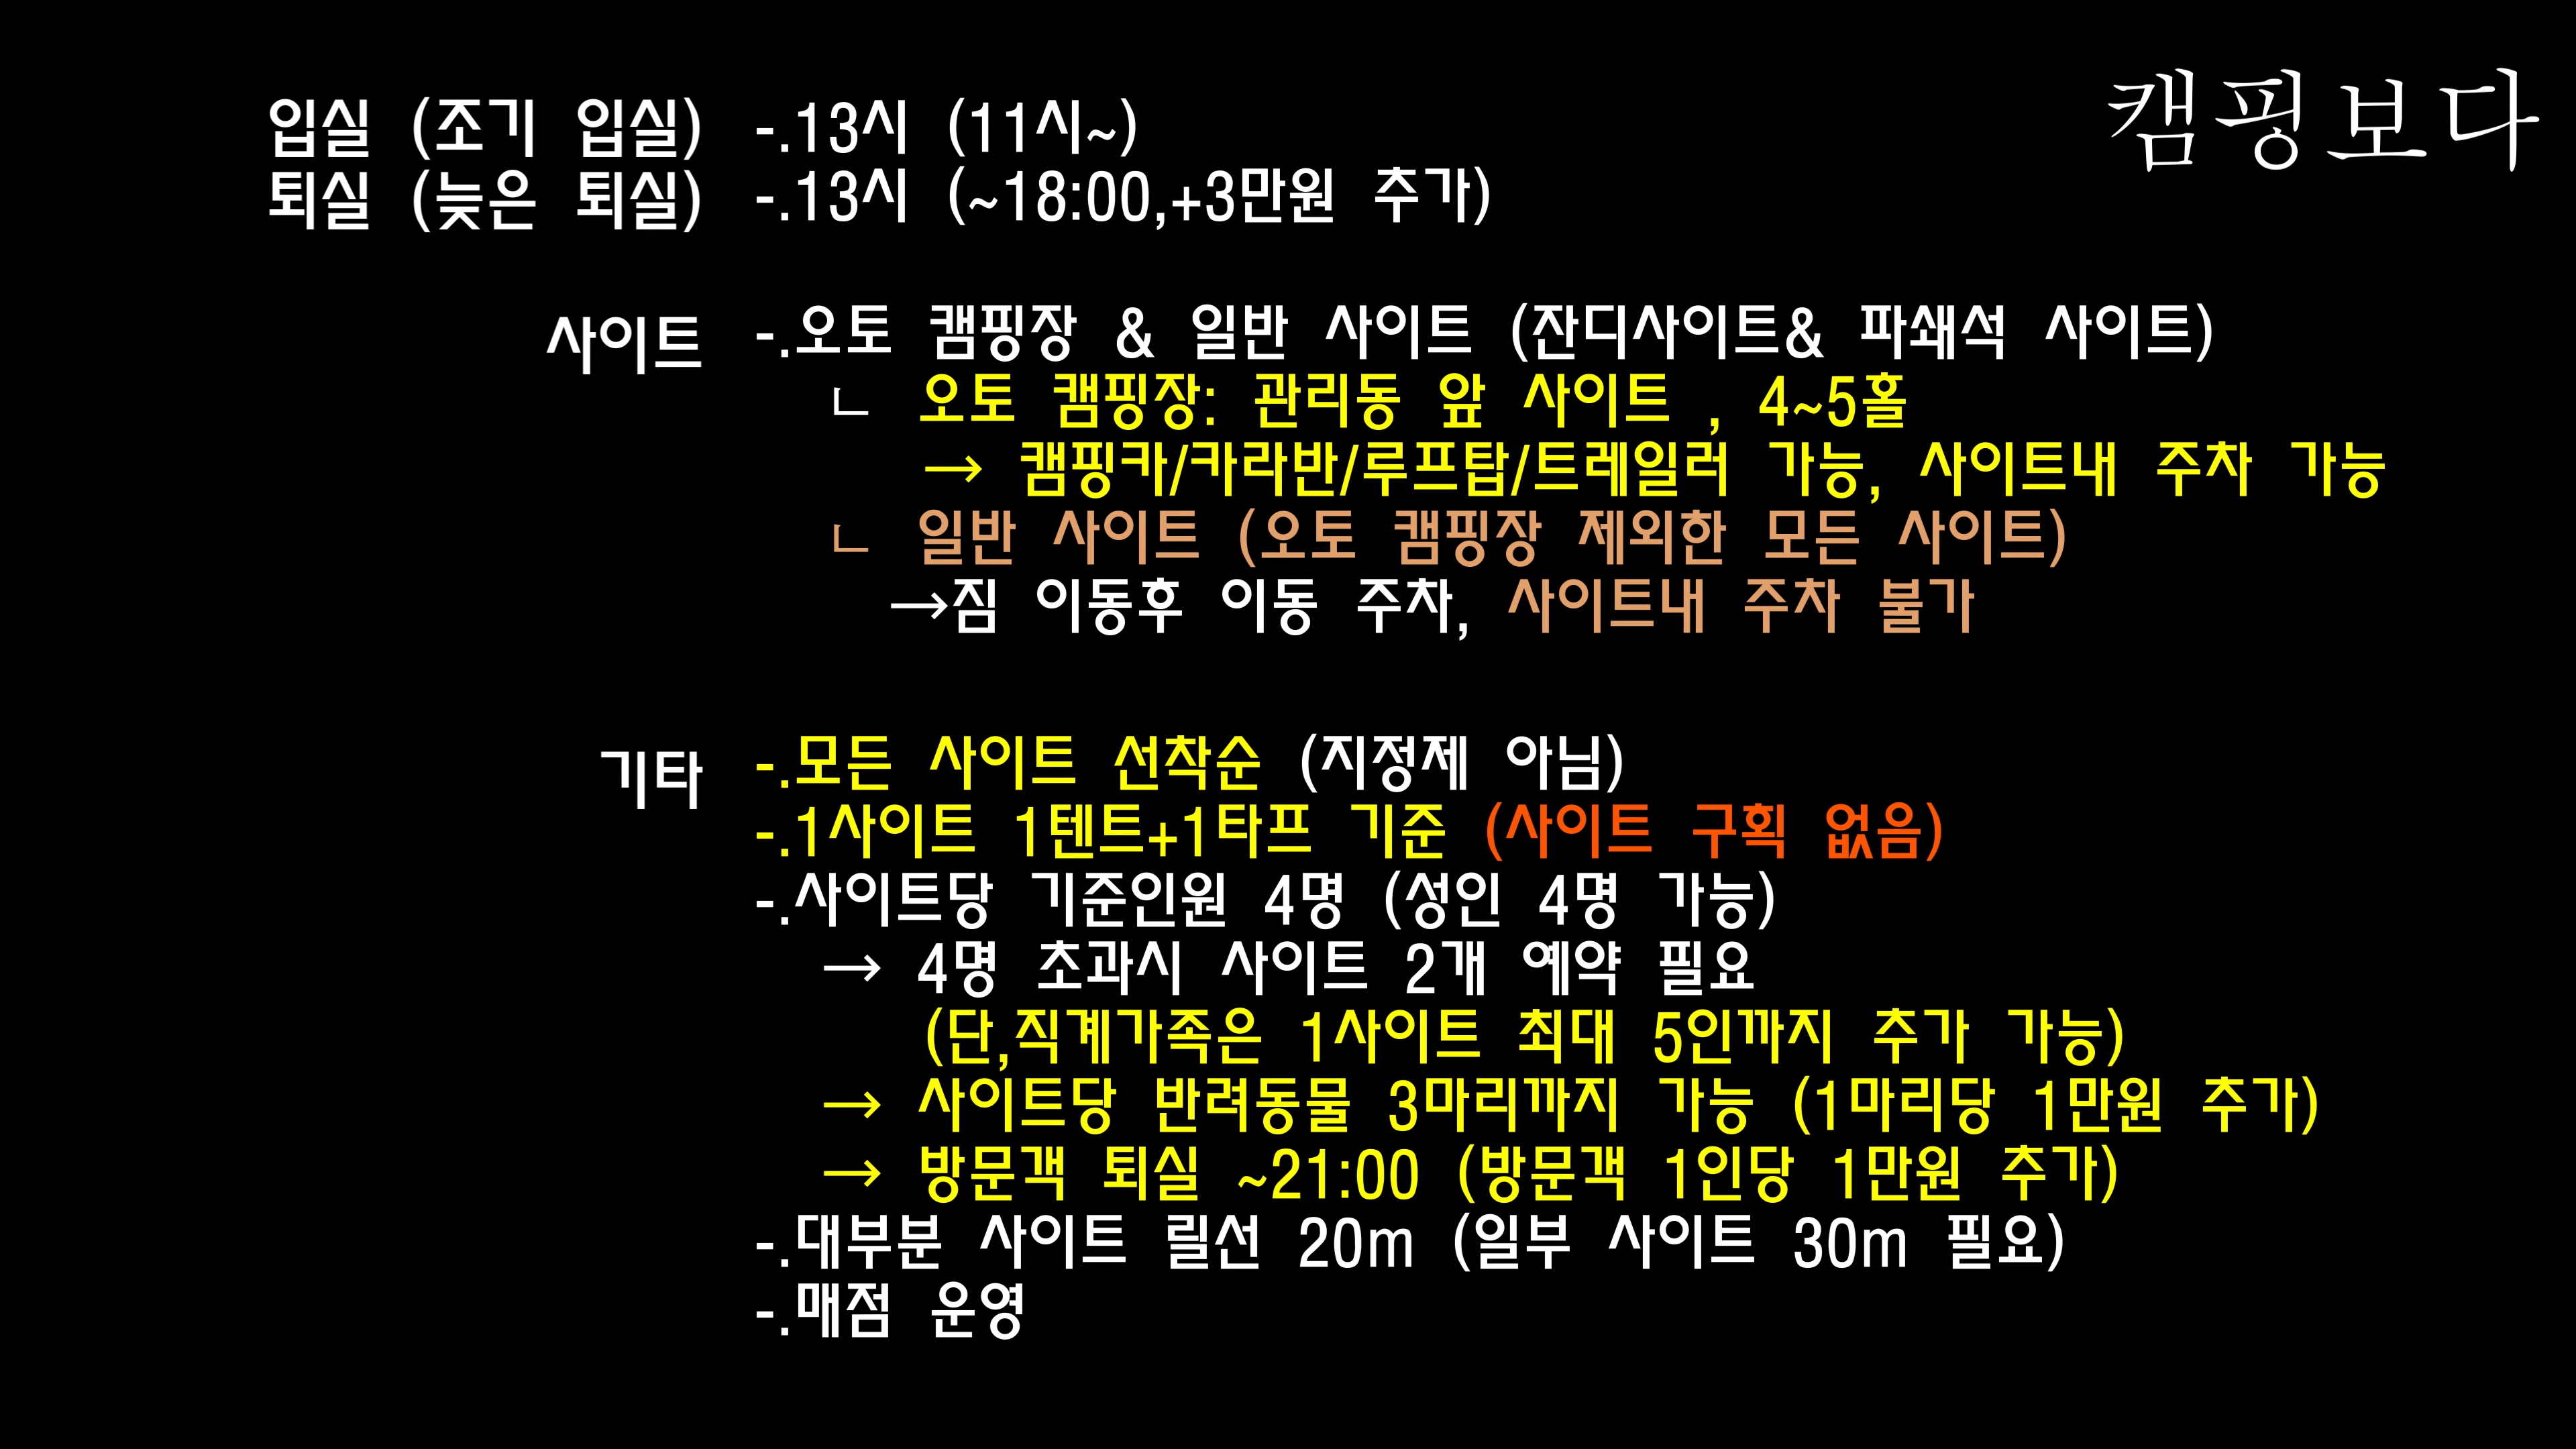 캠핑보다
입실 (조기 입실) -.13시 (11시~)
퇴실 (늦은 퇴실) -.13시 (~18:00,+3만원 추가)
사이트 -.오토 캠핑장 & 일반 사이트 (잔디사이트& 파쇄석 사이트)
ㄴ 오토 캠핑장: 관리동 앞 사이트 , 4~5홀
→ 캠핑카/카라반/루프탑/트레일러 가능, 사이트내 주차 가능
ㄴ 일반 사이트 (오토 캠핑장 제외한 모든 사이트)
→짐 이동후 이동 주차, 사이트내 주차 불가
기타 -.모든 사이트 선착순 (지정제 아님)
-.1사이트 1텐트+1타프 기준 (사이트 구획 없음)
-.사이트당 기준인원 4명 (성인 4명 가능)
→ 4명 초과시 사이트 2개 예약 필요
(단,직계가족은 1사이트 최대 5인까지 추가 가능)
→ 사이트당 반려동물 3마리까지 가능 (1마리당 1만원 추가)
→ 방문객 퇴실 ~21:00 (방문객 1인당 1만원 추가)
-.대부분 사이트 릴선 20m (일부 사이트 30m 필요)
-.매점 운영